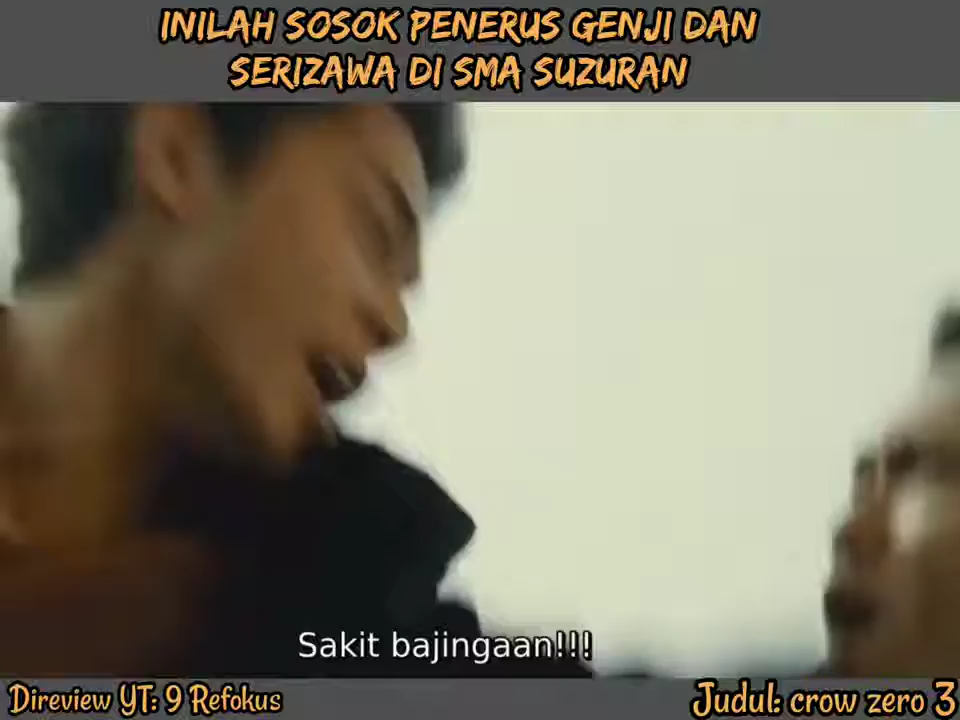 INILAH SOSOK PENERUS GENJI DAN
SERIZAWA DI SMA SUZURAN
Sakit bajingaan!!!
Direview YT: 9 Refokus
Judul: crow zero 3